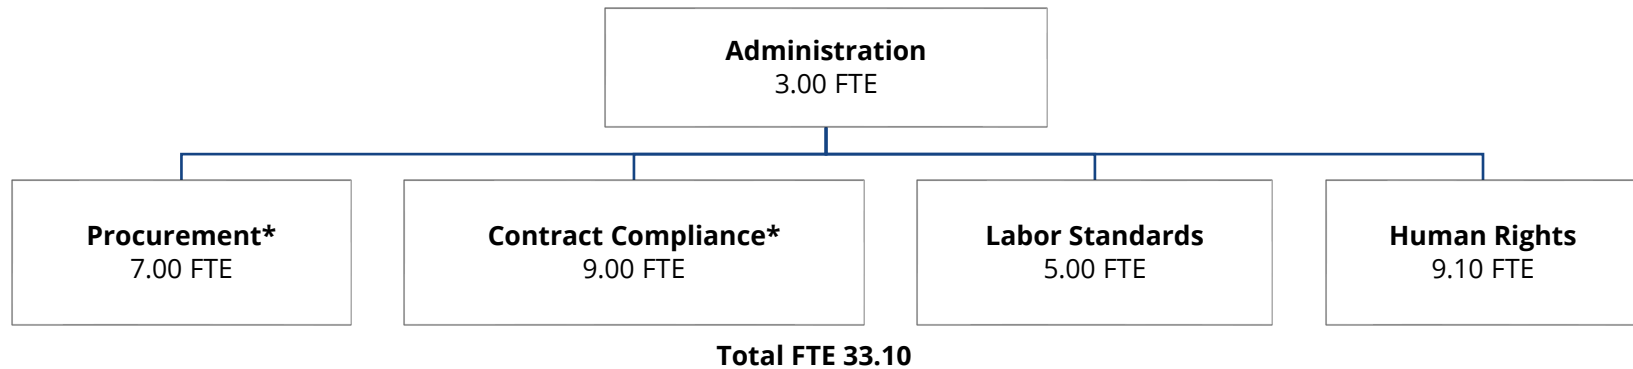 Administration
3.00 FTE
Procurement*
7.00 FTE
Contract Compliance*
9.00 FTE
Labor Standards
5.00 FTE
Human Rights
9.10 FTE
Total FTE 33.10